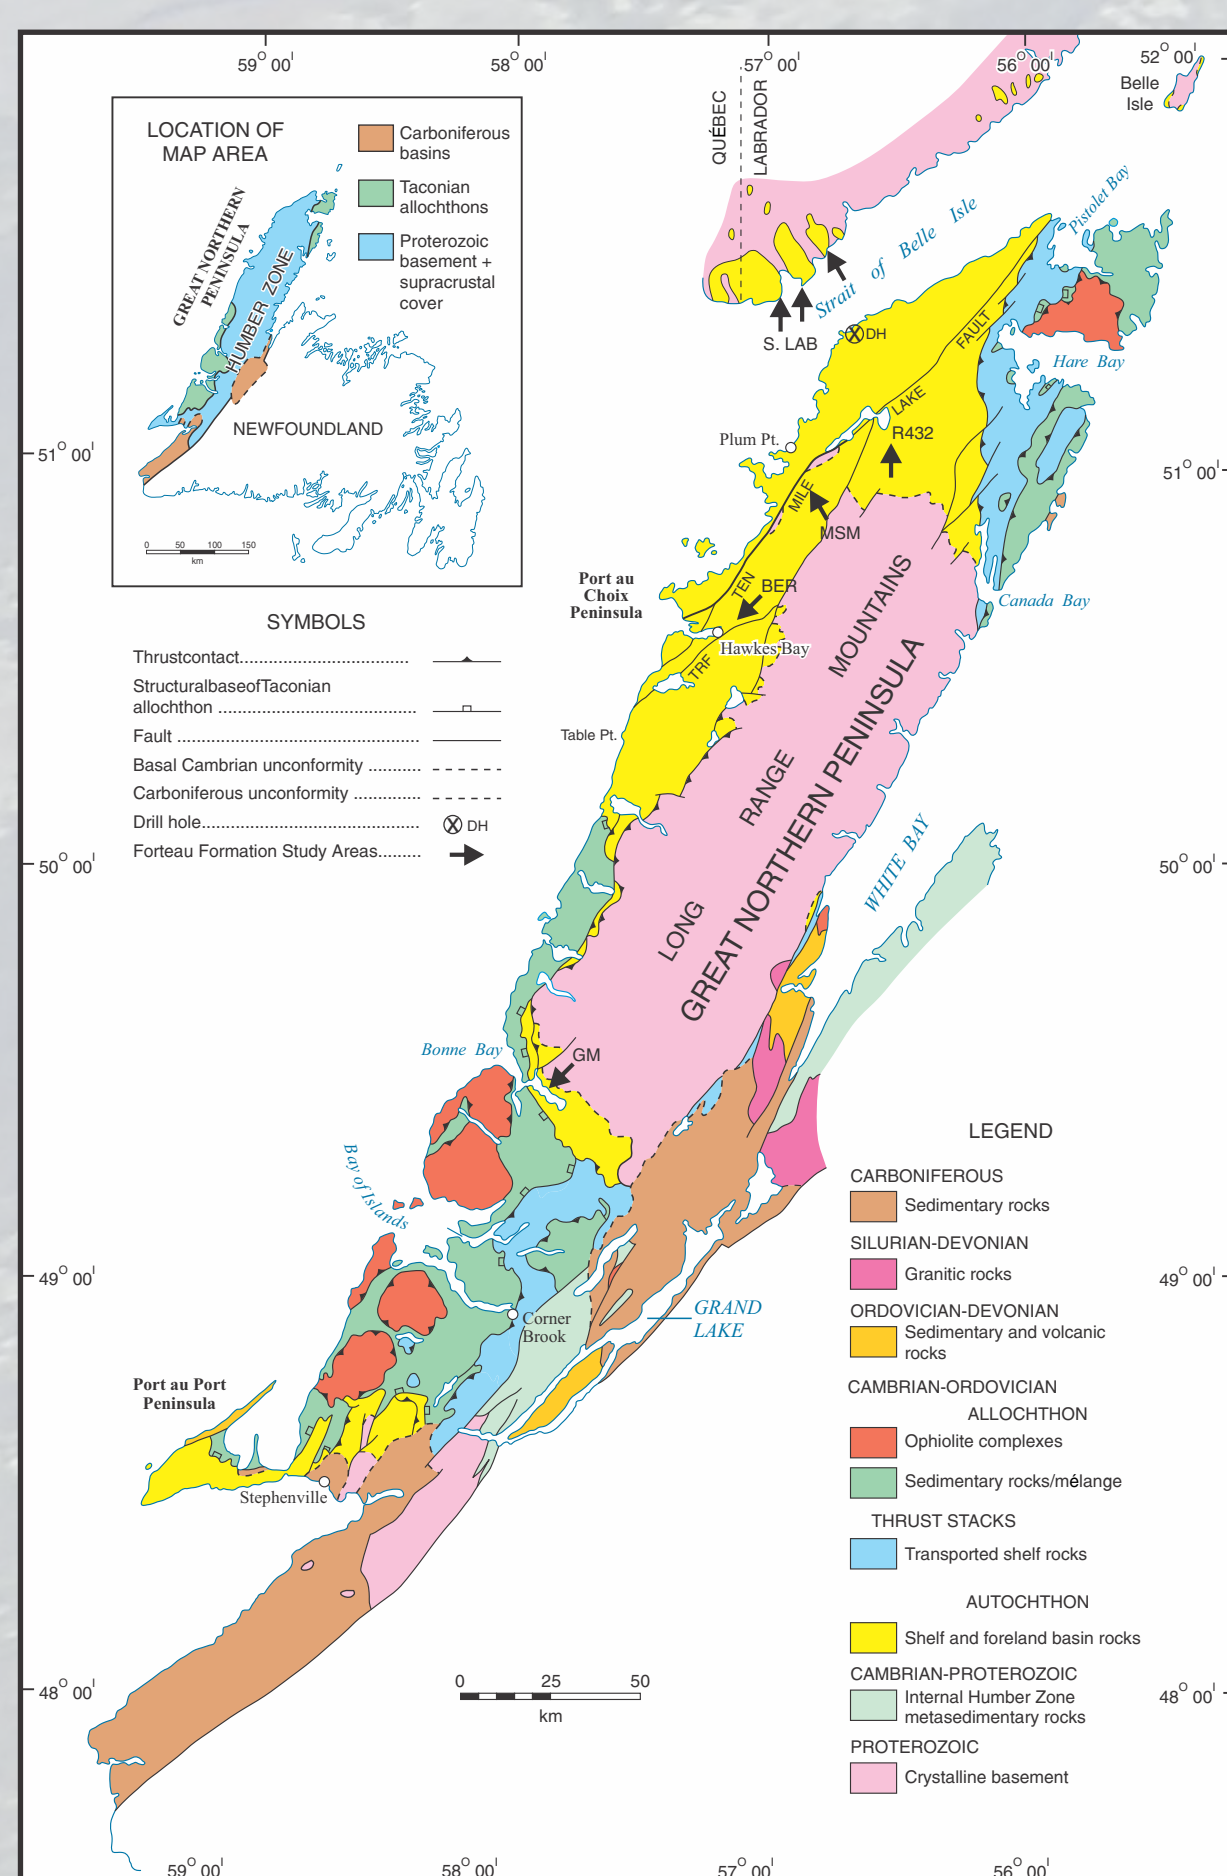 59° 00'
58° 00'
57° 00'
56° 00'
52° 00'
Belle
Isle
LOCATION OF
MAP AREA
Carboniferous
basins
Taconian
allochthons
Proterozoic
basement +
supracrustal
cover
GREAT NORTHERN
PENINSULA
HUMBER ZONE
NEWFOUNDLAND
0 50 100 150
km
QUÉBEC
LABRADOR
Strait of Belle Isle
Pistolet Bay
S. LAB
DH
FAULT
Hare Bay
LAKE
Plum Pt.
R432
51° 00'
51° 00'
MILE
MSM
Port au
Choix
Peninsula
TEN
BER
Canada Bay
Hawkes Bay
TRF
Table Pt.
SYMBOLS
Thrustcontact..................................
StructuralbaseofTaconian
allochthon .......................................
Fault ................................................
Basal Cambrian unconformity ...........
Carboniferous unconformity ..............
Drill hole...........................................
DH
Forteau Formation Study Areas.........
LONG RANGE MOUNTAINS
GREAT NORTHERN PENINSULA
50° 00'
50° 00'
WHITE BAY
Bonne Bay
GM
Bay of Islands
49° 00'
49° 00'
GRAND
LAKE
Corner
Brook
Port au Port
Peninsula
Stephenville
LEGEND
CARBONIFEROUS
Sedimentary rocks
SILURIAN-DEVONIAN
Granitic rocks
ORDOVICIAN-DEVONIAN
Sedimentary and volcanic
rocks
CAMBRIAN-ORDOVICIAN
ALLOCHTHON
Ophiolite complexes
Sedimentary rocks/mélange
THRUST STACKS
Transported shelf rocks
AUTOCHTHON
Shelf and foreland basin rocks
CAMBRIAN-PROTEROZOIC
Internal Humber Zone
metasedimentary rocks
PROTEROZOIC
Crystalline basement
0 25 50
km
48° 00'
48° 00'
59° 00'
58° 00'
57° 00'
56° 00'